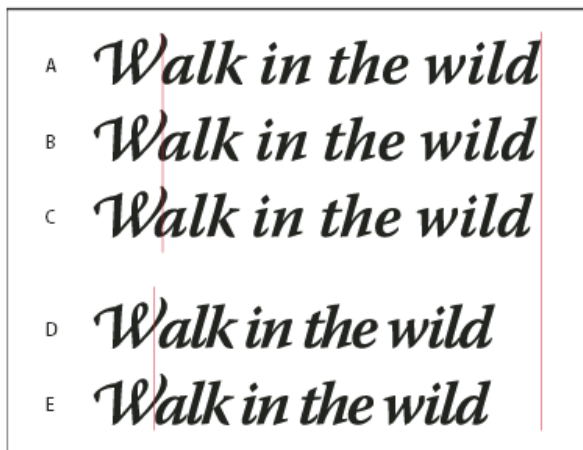 A Walk in the wild
B Walk in the wild
C Walk in the wild
D Walk in the wild
E Walk in the wild